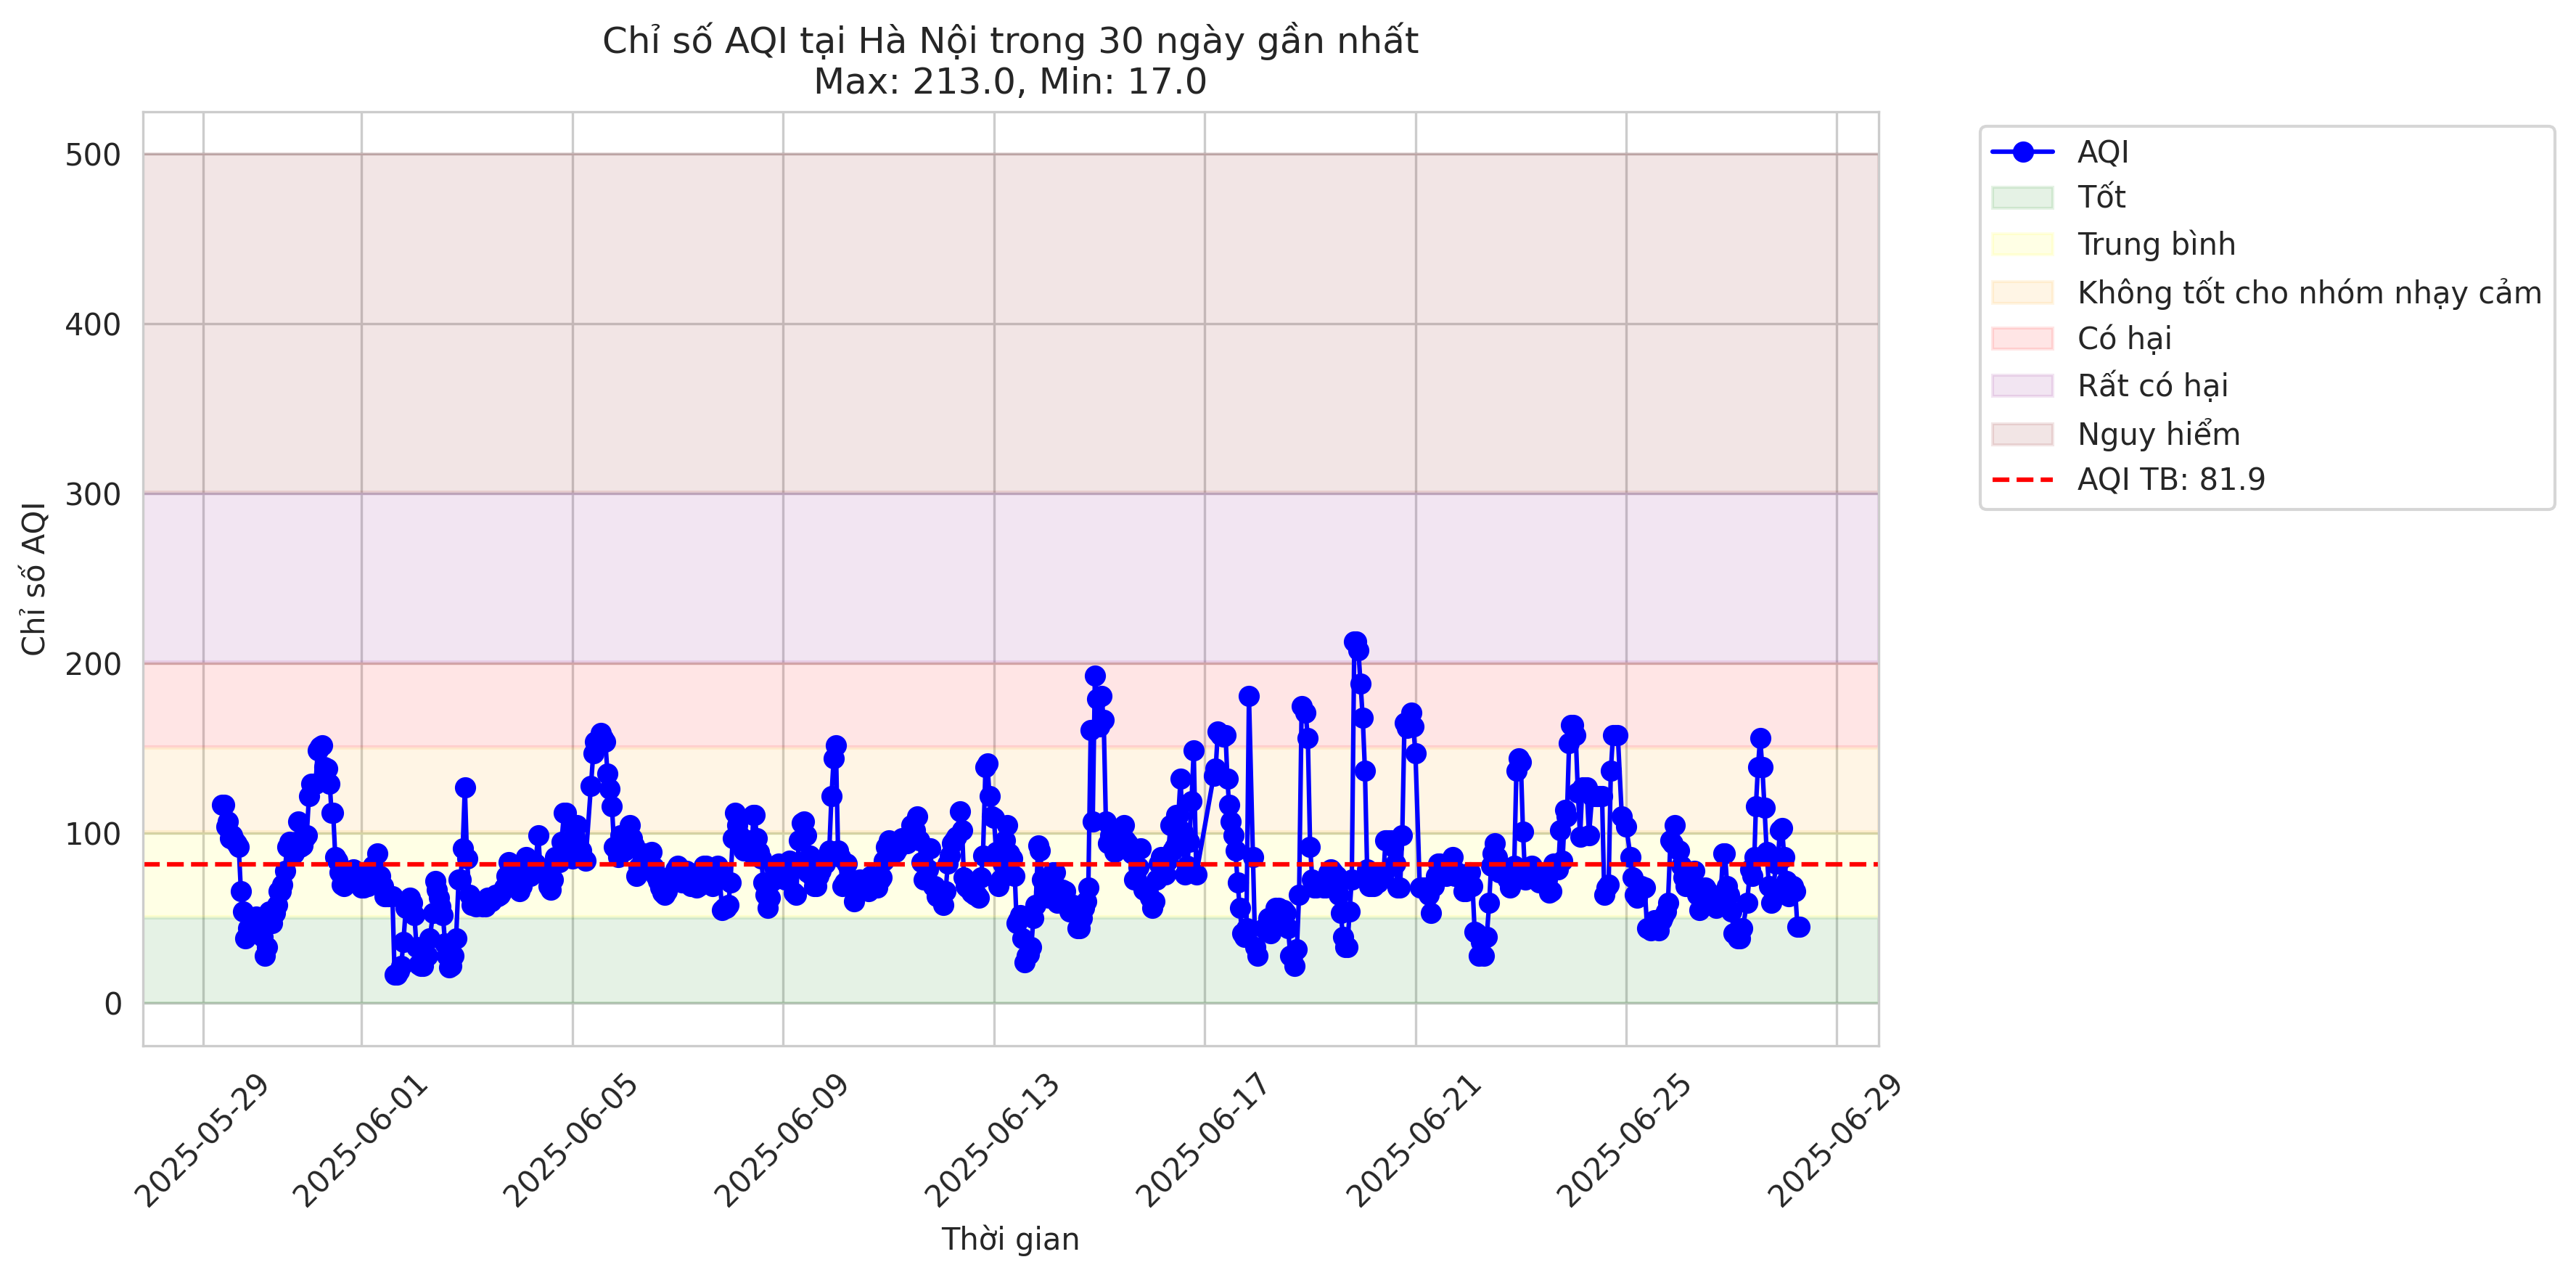 Chỉ số AQI tại Hà Nội trong 30 ngày gần nhất
Max: 213.0, Min: 17.0
Chỉ số AQI
500
400
300
200
100
0
2025-05-29
2025-06-01
2025-06-05
2025-06-09
2025-06-13
2025-06-17
2025-06-21
2025-06-25
2025-06-29
Thời gian
AQI
Tốt
Trung bình
Không tốt cho nhóm nhạy cảm
Có hại
Rất có hại
Nguy hiểm
AQI TB: 81.9